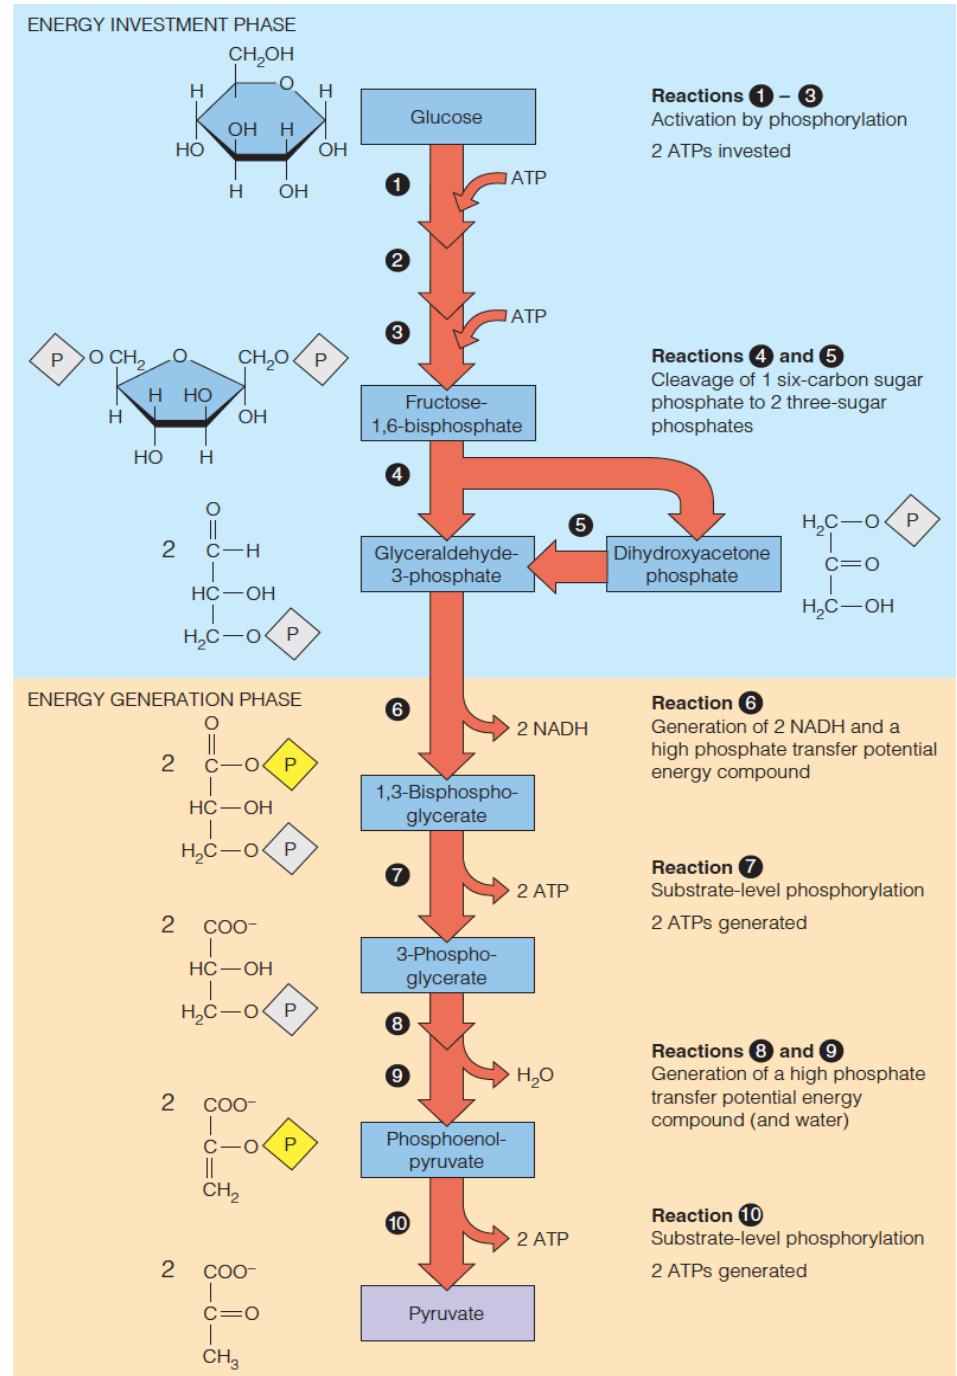 ENERGY INVESTMENT PHASE
CH2OH
H
O
H
OH
H
HO
OH
H
OH
Glucose
Reactions 1 – 3
Activation by phosphorylation
2 ATPs invested
1
ATP
2
3
ATP
P
O CH2
O
CH2O
P
H
HO
H
OH
HO
H
Fructose-
1,6-bisphosphate
Reactions 4 and 5
Cleavage of 1 six-carbon sugar
phosphate to 2 three-sugar
phosphates
4
5
O
2 C—H
HC—OH
H2C—O P
Glyceraldehyde-
3-phosphate
Dihydroxyacetone
phosphate
H2C—O P
C=O
H2C—OH
ENERGY GENERATION PHASE
O
2 C—O P
HC—OH
H2C—O P
6
2 NADH
Reaction 6
Generation of 2 NADH and a
high phosphate transfer potential
energy compound
1,3-Bisphospho-
glycerate
7
2 ATP
Reaction 7
Substrate-level phosphorylation
2 ATPs generated
2 COO–
HC—OH
H2C—O P
3-Phospho-
glycerate
8
9
H2O
Reactions 8 and 9
Generation of a high phosphate
transfer potential energy
compound (and water)
2 COO–
C—O P
CH2
Phosphoenol-
pyruvate
10
2 ATP
Reaction 10
Substrate-level phosphorylation
2 ATPs generated
2 COO–
C=O
CH3
Pyruvate